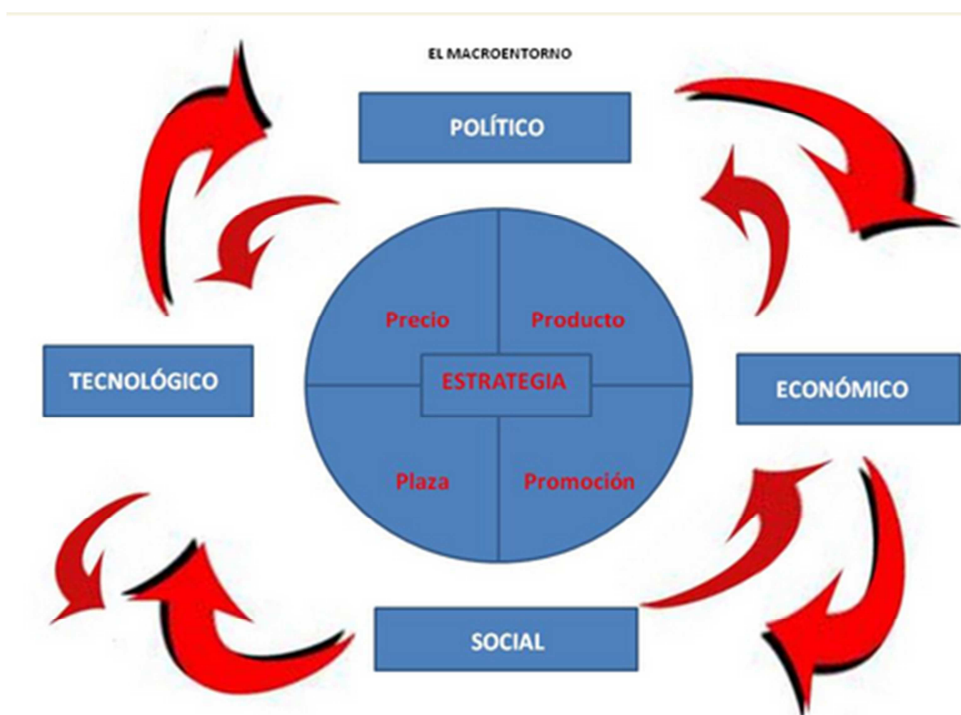 EL MACROENTORNO
POLÍTICO
Precio
Producto
TECNOLÓGICO
ESTRATEGIA
ECONÓMICO
Plaza
Promoción
SOCIAL